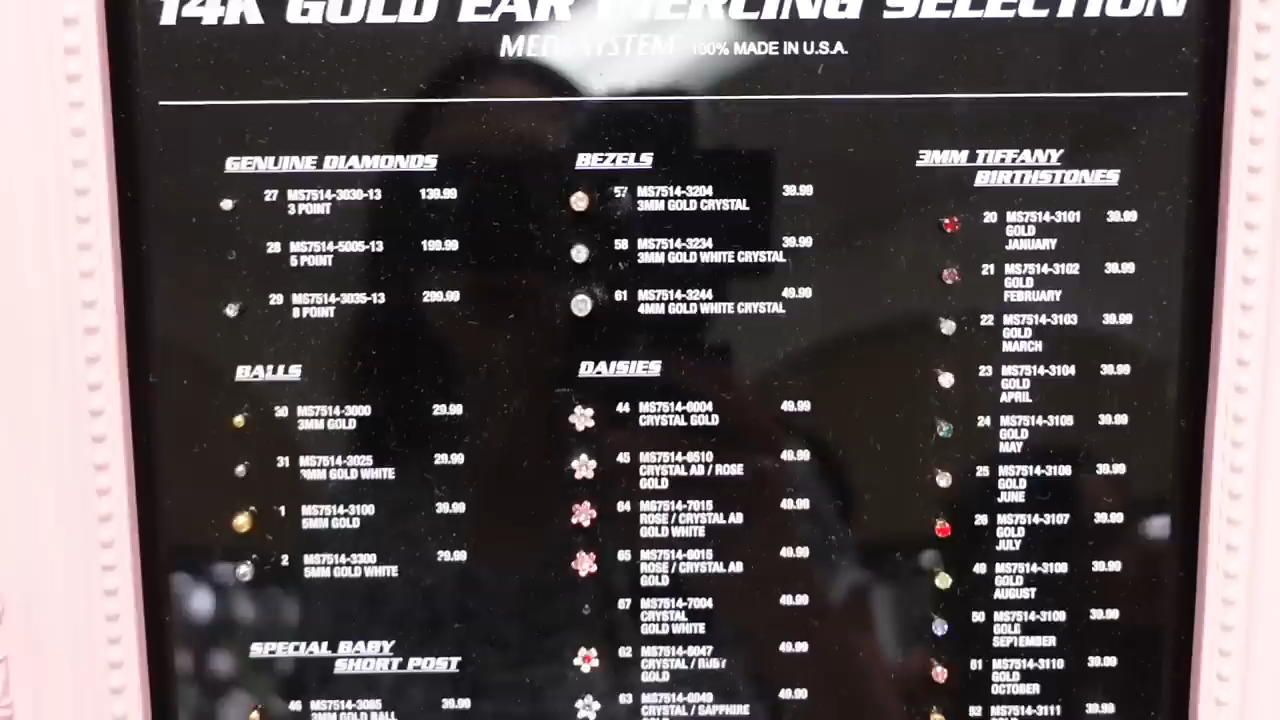 14K GOLD EAR PIERCING SELECTION
100% MADE IN U.S.A.
GENUINE DIAMONDS
27 MS7514-3030-13 139.99
3 POINT
28 MS7514-5005-13 199.99
5 POINT
29 MS7514-3035-13 299.99
8 POINT
BALLS
30 MS7514-3000 29.99
3MM GOLD
31 MS7514-3025 29.99
3MM GOLD WHITE
1 MS7514-3100 39.99
5MM GOLD
2 MS7514-3300 29.99
5MM GOLD WHITE
SPECIAL BABY
SHORT POST
46 MS7514-3085 39.99
3MM GOLD BALL
BEZELS
57 MS7514-3204 39.99
3MM GOLD CRYSTAL
58 MS7514-3234 39.99
3MM GOLD WHITE CRYSTAL
61 MS7514-3244 49.99
4MM GOLD WHITE CRYSTAL
DAISIES
44 MS7514-6004 49.99
CRYSTAL GOLD
45 MS7514-6510 49.99
CRYSTAL AB / ROSE
GOLD
64 MS7514-7015 49.99
ROSE / CRYSTAL AB
GOLD WHITE
65 MS7514-6015 49.99
ROSE / CRYSTAL AB
GOLD
67 MS7514-7004 49.99
CRYSTAL
GOLD WHITE
62 MS7514-6047 49.99
CRYSTAL / RUBY
GOLD
63 MS7514-6049 49.99
CRYSTAL / SAPPHIRE
3MM TIFFANY
BIRTHSTONES
20 MS7514-3101 39.99
GOLD
JANUARY
21 MS7514-3102 39.99
GOLD
FEBRUARY
22 MS7514-3103 39.99
GOLD
MARCH
23 MS7514-3104 39.99
GOLD
APRIL
24 MS7514-3105 39.99
GOLD
MAY
25 MS7514-3106 39.99
GOLD
JUNE
26 MS7514-3107 39.99
GOLD
JULY
49 MS7514-3108 39.99
GOLD
AUGUST
50 MS7514-3109 39.99
GOLD
SEPTEMBER
51 MS7514-3110 39.99
GOLD
OCTOBER
52 MS7514-3111 39.99